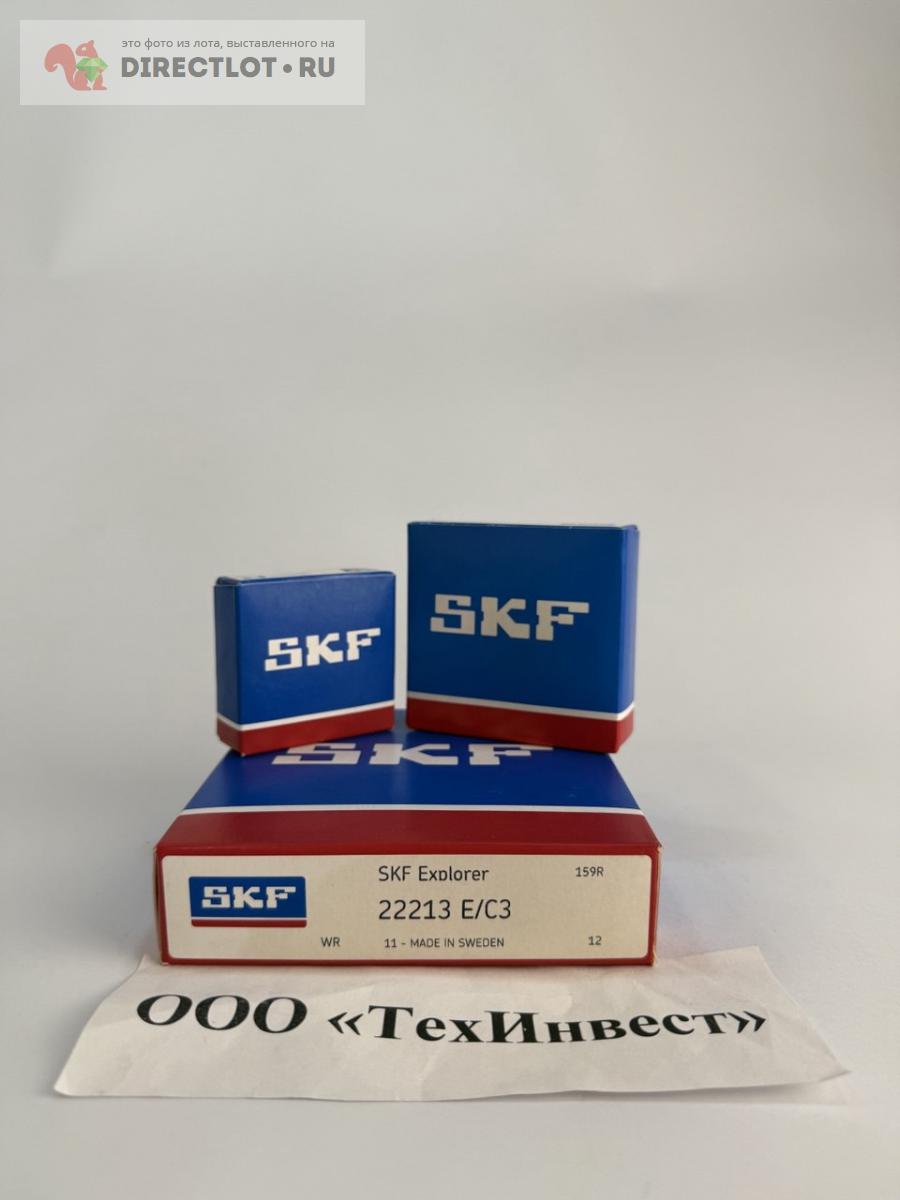 это фото из лота, выставленного на
DIRECTLOT•RU
SKF
SKF
SKF
SKF
SKF Explorer
159R
22213 E/C3
WR
11 - MADE IN SWEDEN
12
ООО «ТехИнвест»